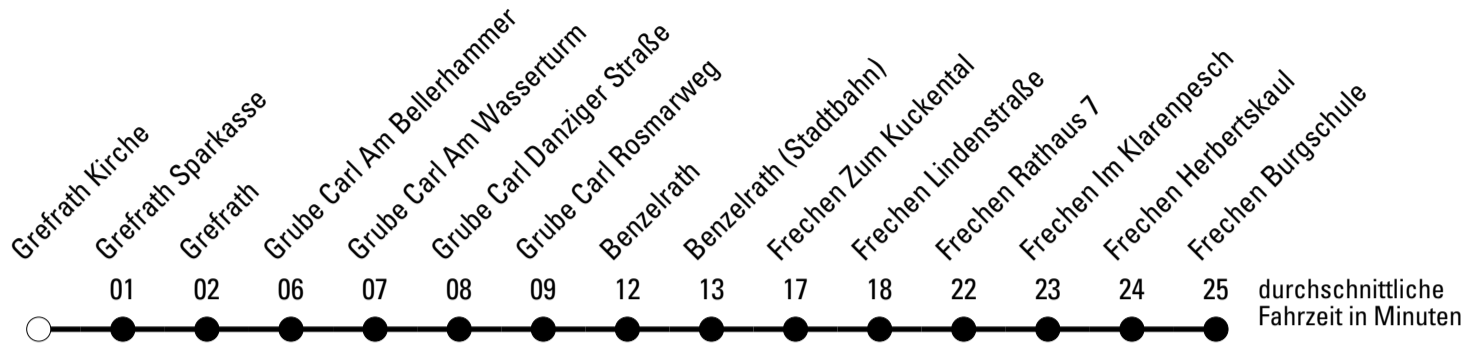 Grefrath Kirche
Grefrath Sparkasse
Grefrath
Grube Carl Am Bellerhammer
Grube Carl Am Wasserturm
Grube Carl Danziger Straße
Grube Carl Rosmarweg
Benzelrath
Benzelrath (Stadtbahn)
Frechen Zum Kuckental
Frechen Lindenstraße
Frechen Rathaus 7
Frechen Im Klarenpesch
Frechen Herbertskaul
Frechen Burgschule
01 02 06 07 08 09 12 13 17 18 22 23 24 25
durchschnittliche
Fahrzeit in Minuten